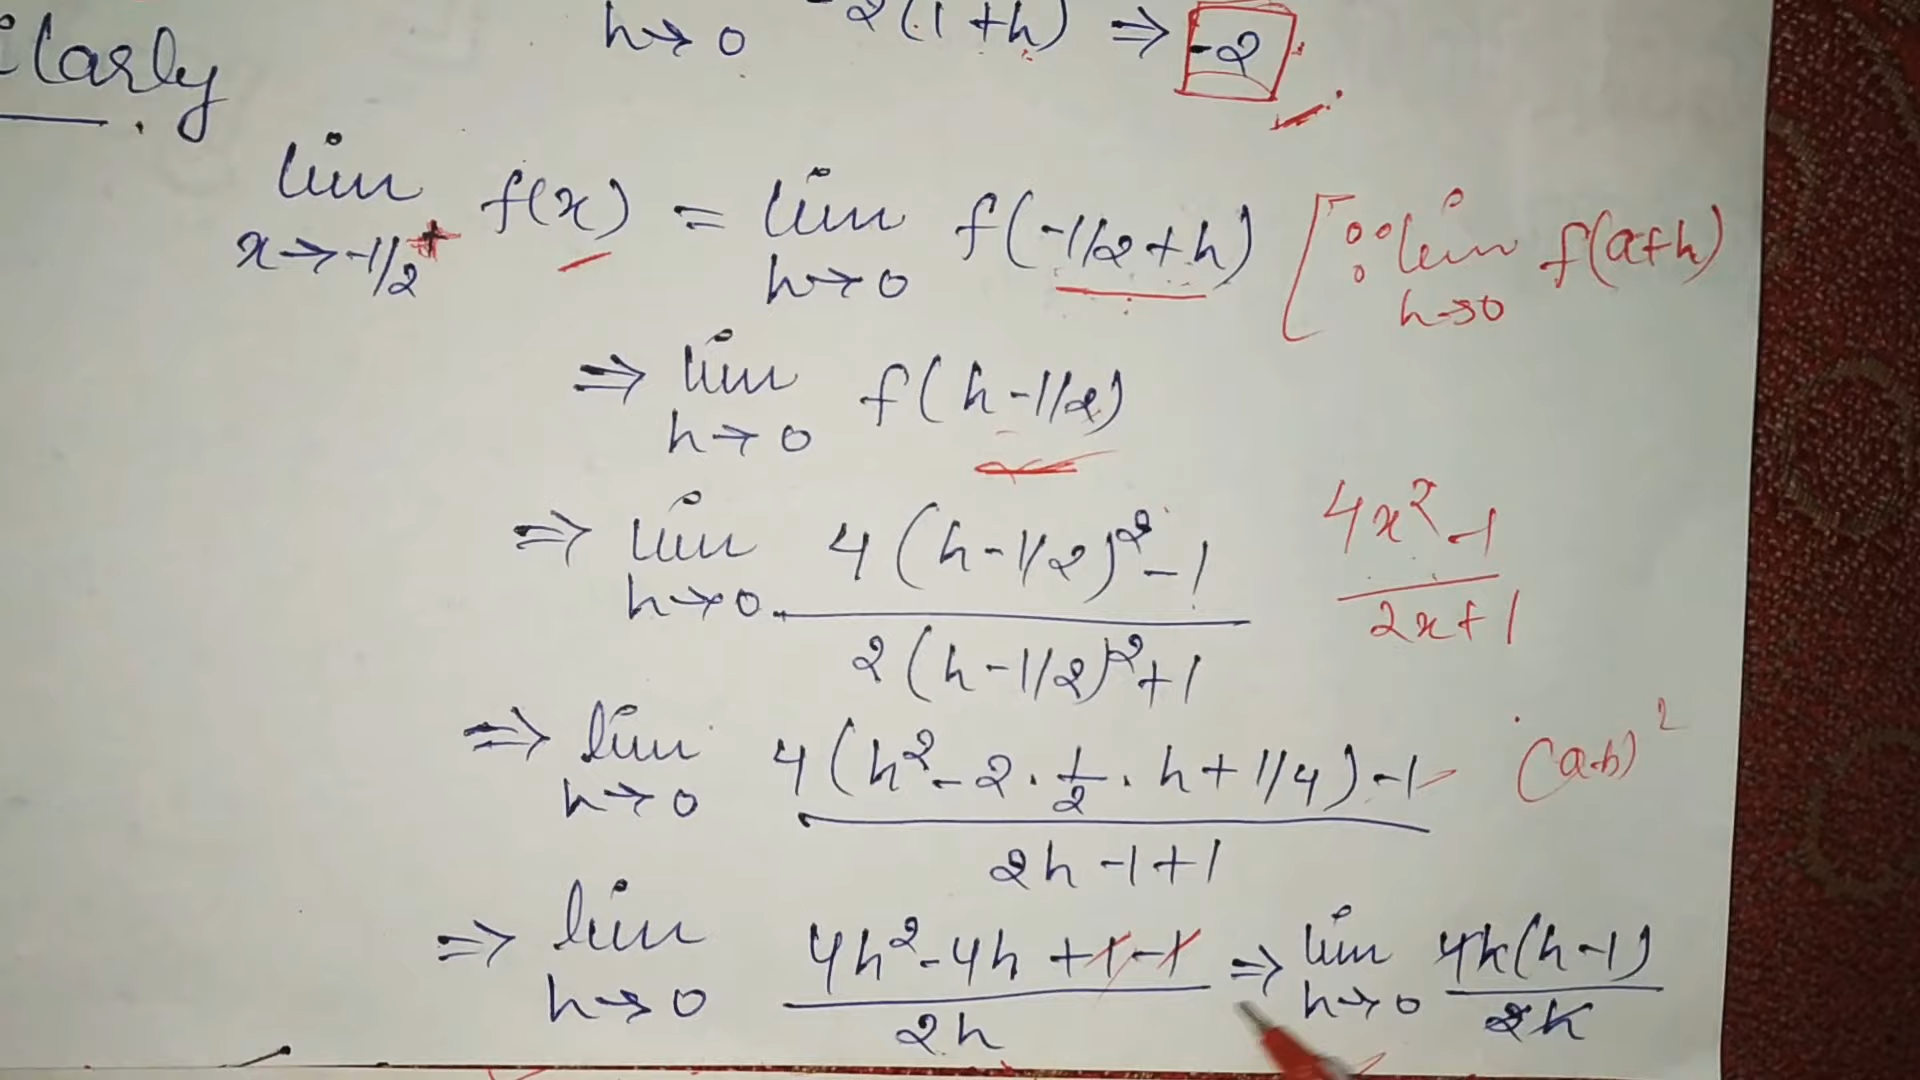 h→0 -2(1+h) ⇒ -2
ilarly
lim x→-1/2⁺ f(x) = lim h→0 f(-1/2+h) [∵ lim h→0 f(a+h)
⇒ lim h→0 f(h-1/2)
⇒ lim h→0 4(h-1/2)²-1 / 2(h-1/2)²+1
4x²-1 / 2x+1
⇒ lim h→0 4(h²-2·1/2·h+1/4)-1 / 2h-1+1
(a-b)²
⇒ lim h→0 4h²-4h+1-1 / 2h ⇒ lim h→0 4h(h-1) / 2h